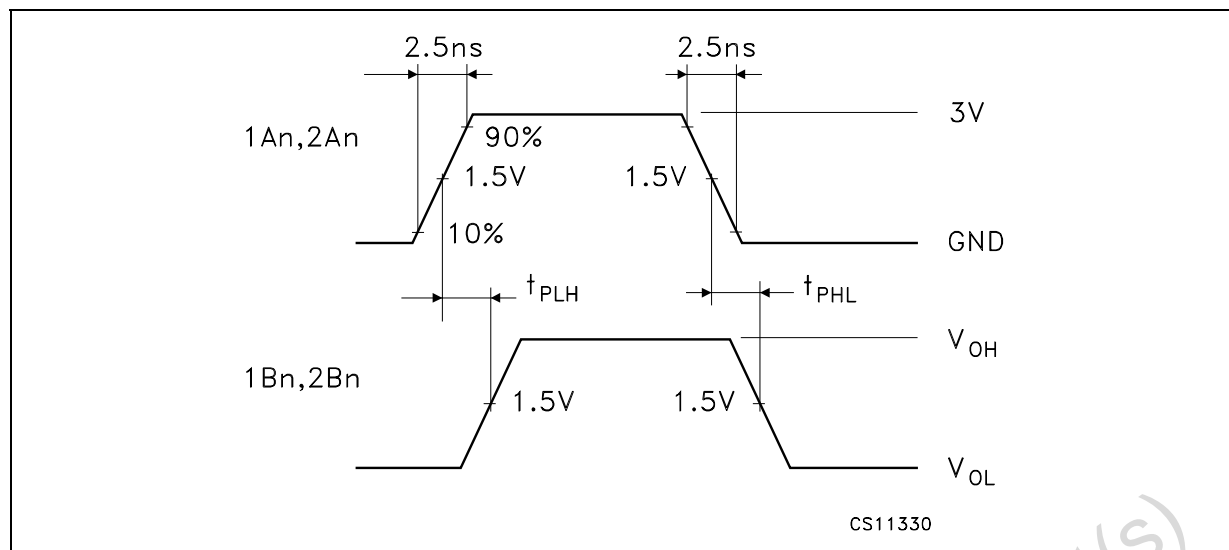 2.5ns 2.5ns
3V
1An,2An 90%
1.5V 1.5V
10% GND
tPLH tPHL
VOH
1Bn,2Bn
1.5V 1.5V
VOL
CS11330
(s)